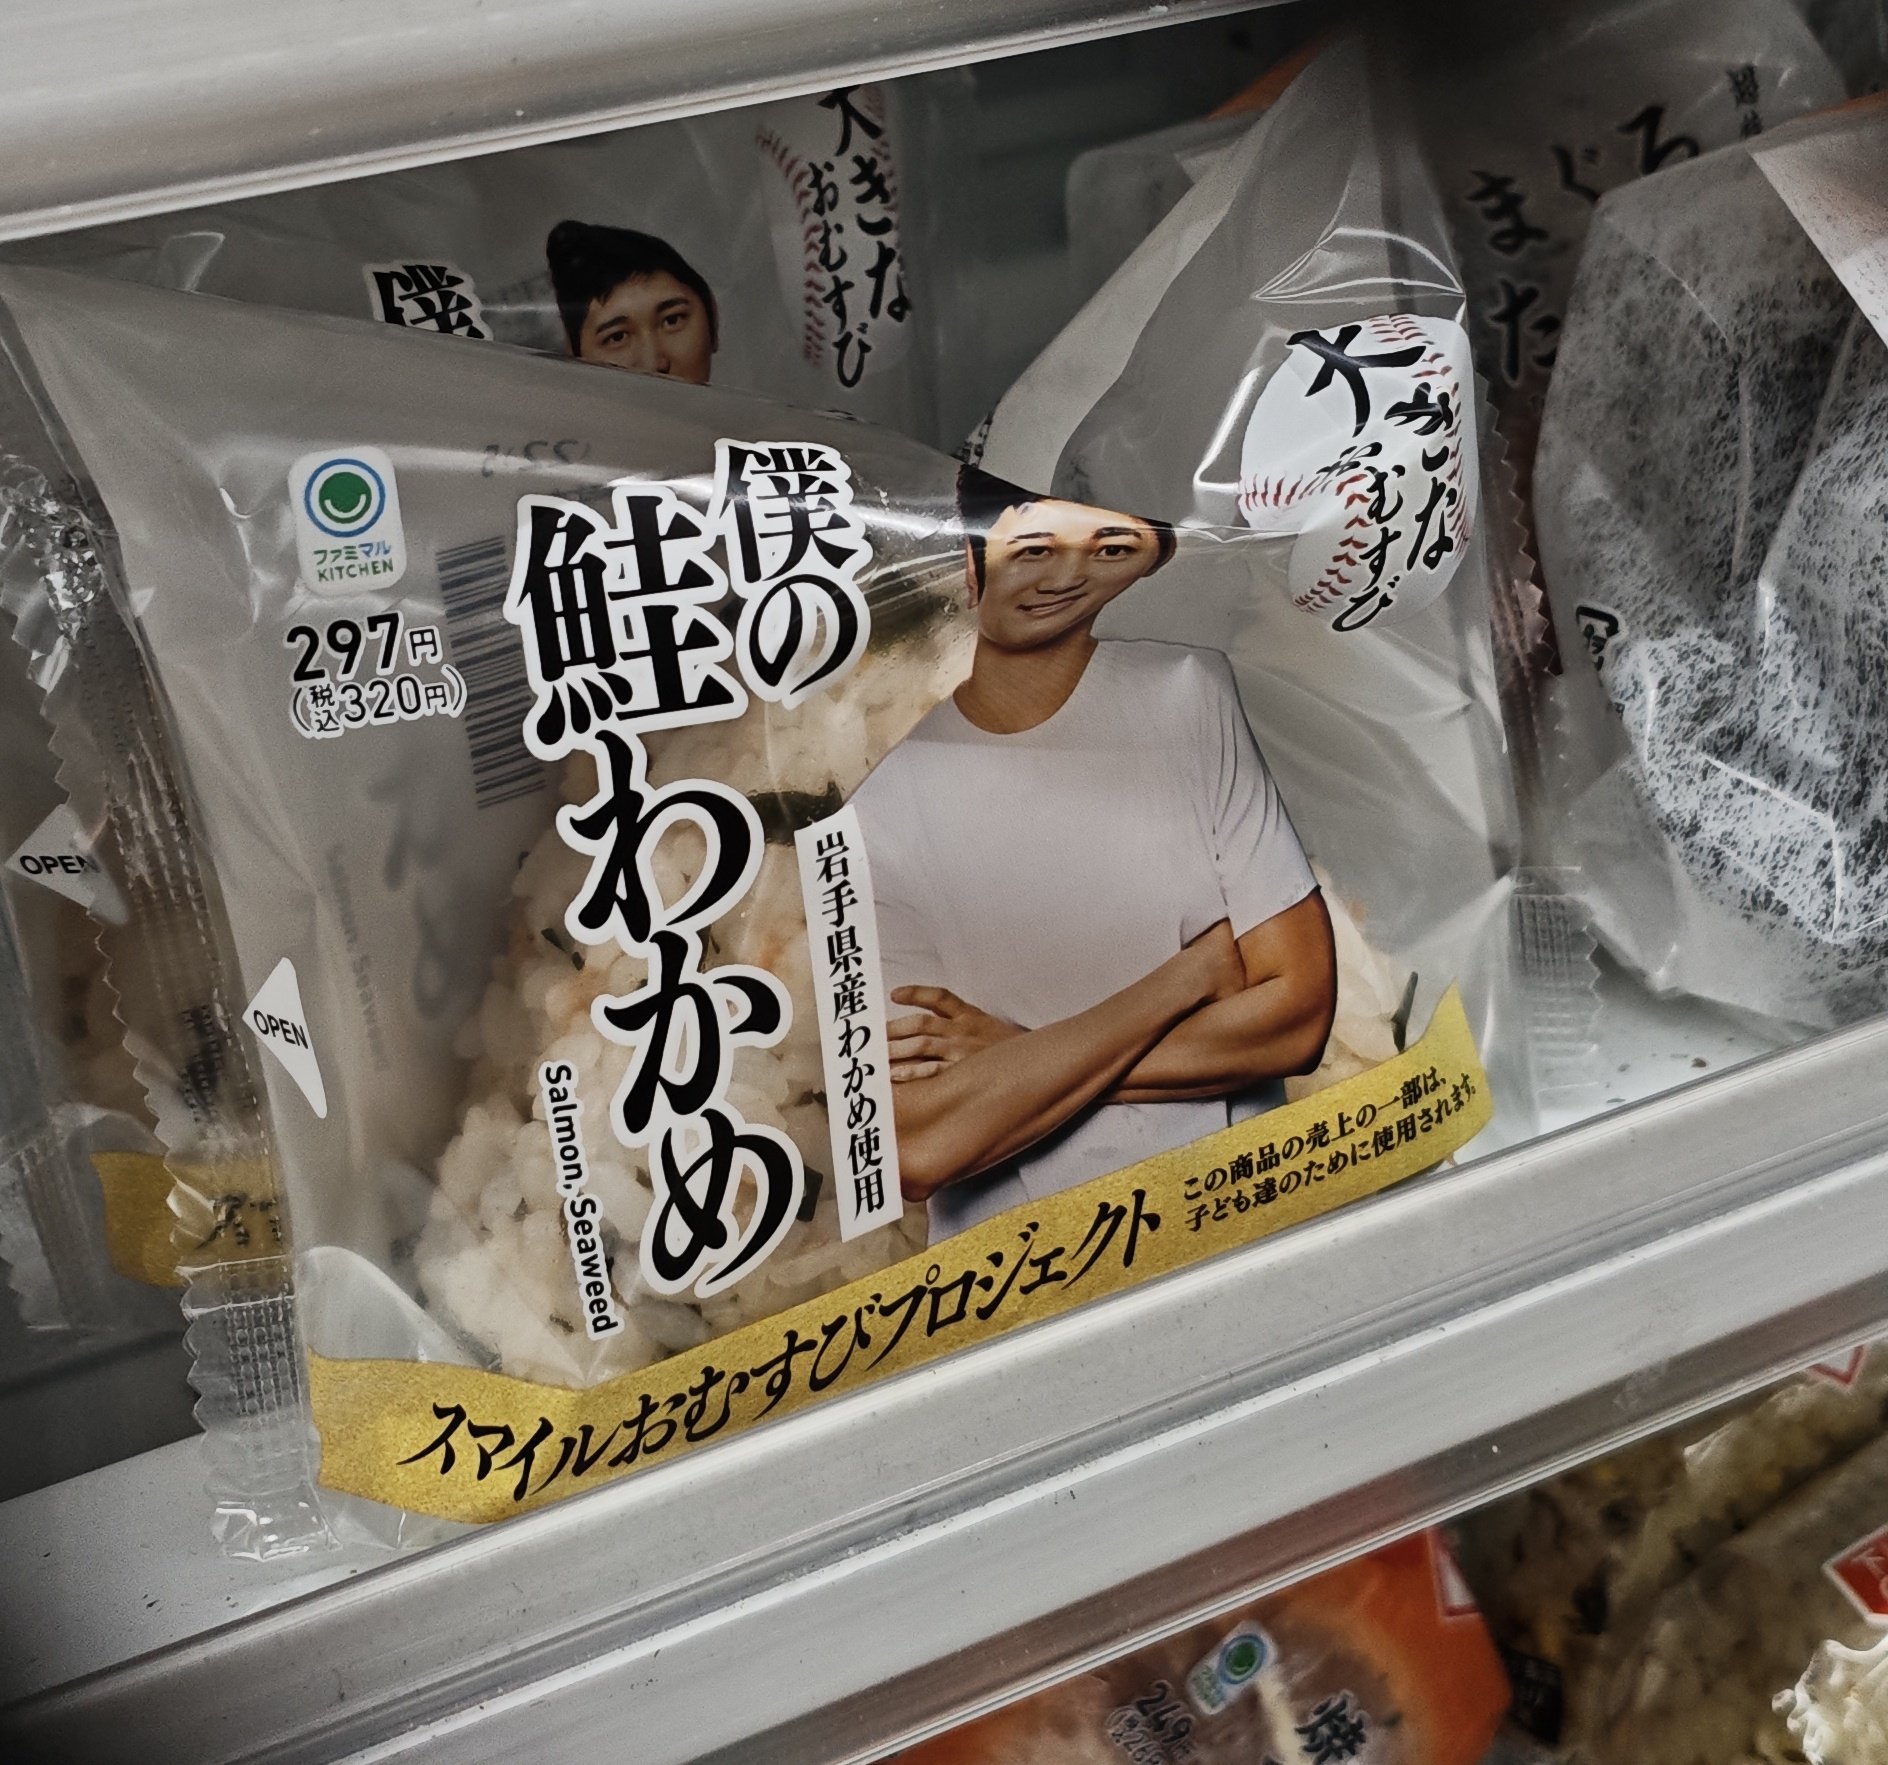 大きな
おむすび
僕
ファミマル
KITCHEN
297円
(税込320円)
僕の
鮭わかめ
Salmon, Seaweed
岩手県産わかめ使用
大きな
おむすび
OPEN
OPEN
スマイルおむすびプロジェクト
この商品の売上の一部は、
子ども達のために使用されます。
まぐろ
また
249